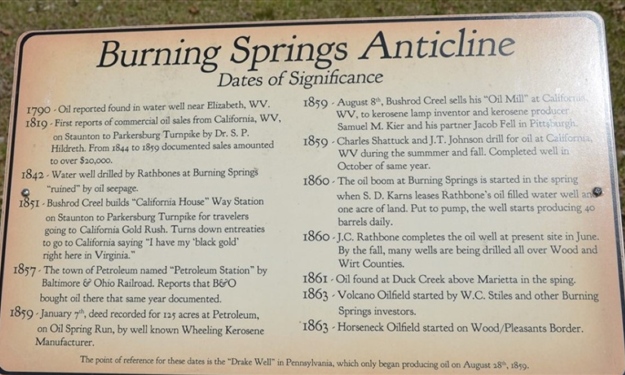 Burning Springs Anticline
Dates of Significance
1790 - Oil reported found in water well near Elizabeth, WV.
1819 - First reports of commercial oil sales from California, WV,
on Staunton to Parkersburg Turnpike by Dr. S. P.
Hildreth. From 1844 to 1859 documented sales amounted
to over $20,000.
1842 - Water well drilled by Rathbones at Burning Springs
"ruined" by oil seepage.
1851 - Bushrod Creel builds "California House" Way Station
on Staunton to Parkersburg Turnpike for travelers
going to California Gold Rush. Turns down entreaties
to go to California saying "I have my 'black gold'
right here in Virginia."
1857 - The town of Petroleum named "Petroleum Station" by
Baltimore & Ohio Railroad. Reports that B&O
bought oil there that same year documented.
1859 - January 7th, deed recorded for 125 acres at Petroleum,
on Oil Spring Run, by well known Wheeling Kerosene
Manufacturer.
1859 - August 8th, Bushrod Creel sells his "Oil Mill" at California,
WV, to kerosene lamp inventor and kerosene producer
Samuel M. Kier and his partner Jacob Fell in Pittsburgh.
1859 - Charles Shattuck and J.T. Johnson drill for oil at California,
WV during the summmer and fall. Completed well in
October of same year.
1860 - The oil boom at Burning Springs is started in the spring
when S. D. Karns leases Rathbone's oil filled water well and
one acre of land. Put to pump, the well starts producing 40
barrels daily.
1860 - J.C. Rathbone completes the oil well at present site in June.
By the fall, many wells are being drilled all over Wood and
Wirt Counties.
1861 - Oil found at Duck Creek above Marietta in the sping.
1863 - Volcano Oilfield started by W.C. Stiles and other Burning
Springs investors.
1863 - Horseneck Oilfield started on Wood/Pleasants Border.
The point of reference for these dates is the "Drake Well" in Pennsylvania, which only began producing oil on August 28th, 1859.